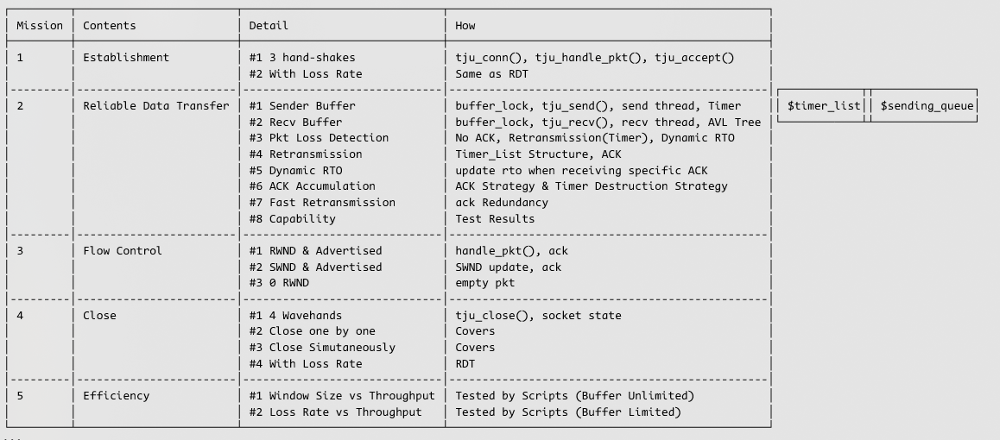 Mission Contents Detail How
1 Establishment #1 3 hand-shakes tju_conn(), tju_handle_pkt(), tju_accept()
#2 With Loss Rate Same as RDT
2 Reliable Data Transfer #1 Sender Buffer buffer_lock, tju_send(), send thread, Timer $timer_list $sending_queue
#2 Recv Buffer buffer_lock, tju_recv(), recv thread, AVL Tree
#3 Pkt Loss Detection No ACK, Retransmission(Timer), Dynamic RTO
#4 Retransmission Timer_List Structure, ACK
#5 Dynamic RTO update rto when receiving specific ACK
#6 ACK Accumulation ACK Strategy & Timer Destruction Strategy
#7 Fast Retransmission ack Redundancy
#8 Capability Test Results
3 Flow Control #1 RWND & Advertised handle_pkt(), ack
#2 SWND & Advertised SWND update, ack
#3 0 RWND empty pkt
4 Close #1 4 Wavehands tju_close(), socket state
#2 Close one by one Covers
#3 Close Simutaneously Covers
#4 With Loss Rate RDT
5 Efficiency #1 Window Size vs Throughput Tested by Scripts (Buffer Unlimited)
#2 Loss Rate vs Throughput Tested by Scripts (Buffer Limited)